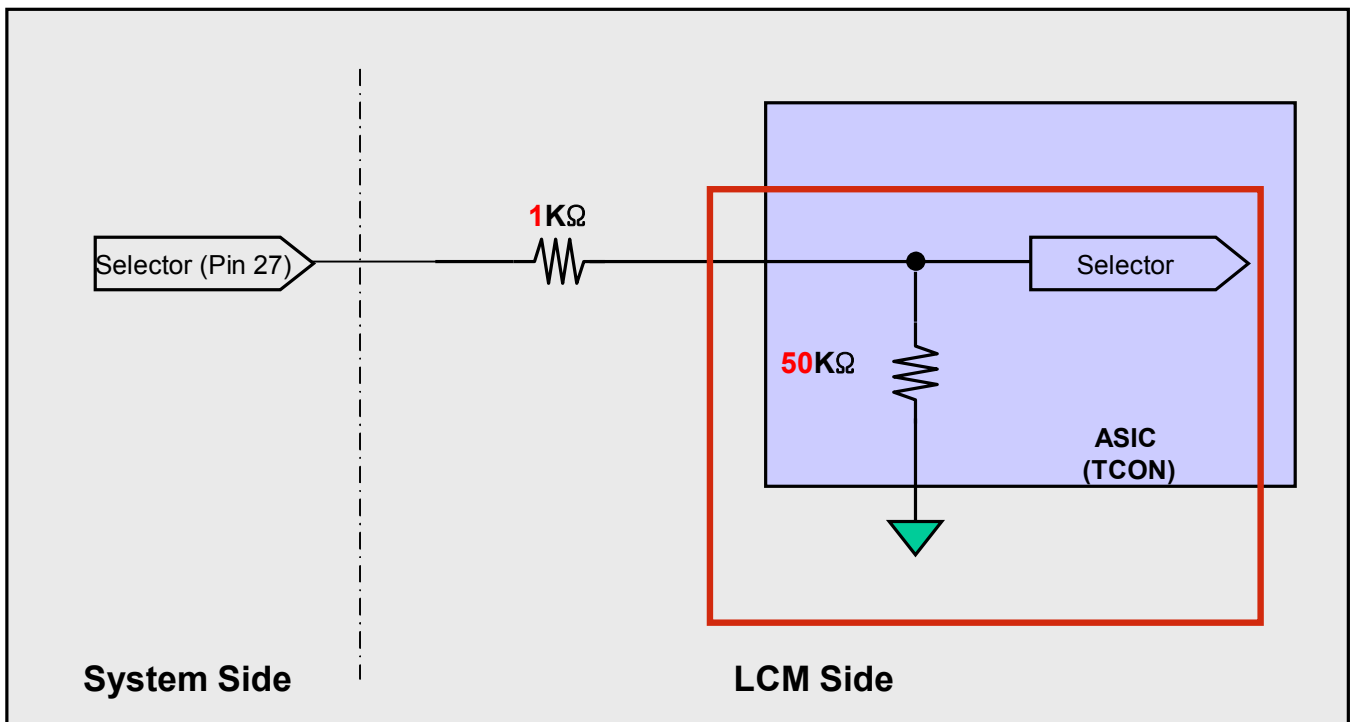 1KΩ
Selector (Pin 27)
Selector
50KΩ
ASIC
(TCON)
System Side
LCM Side